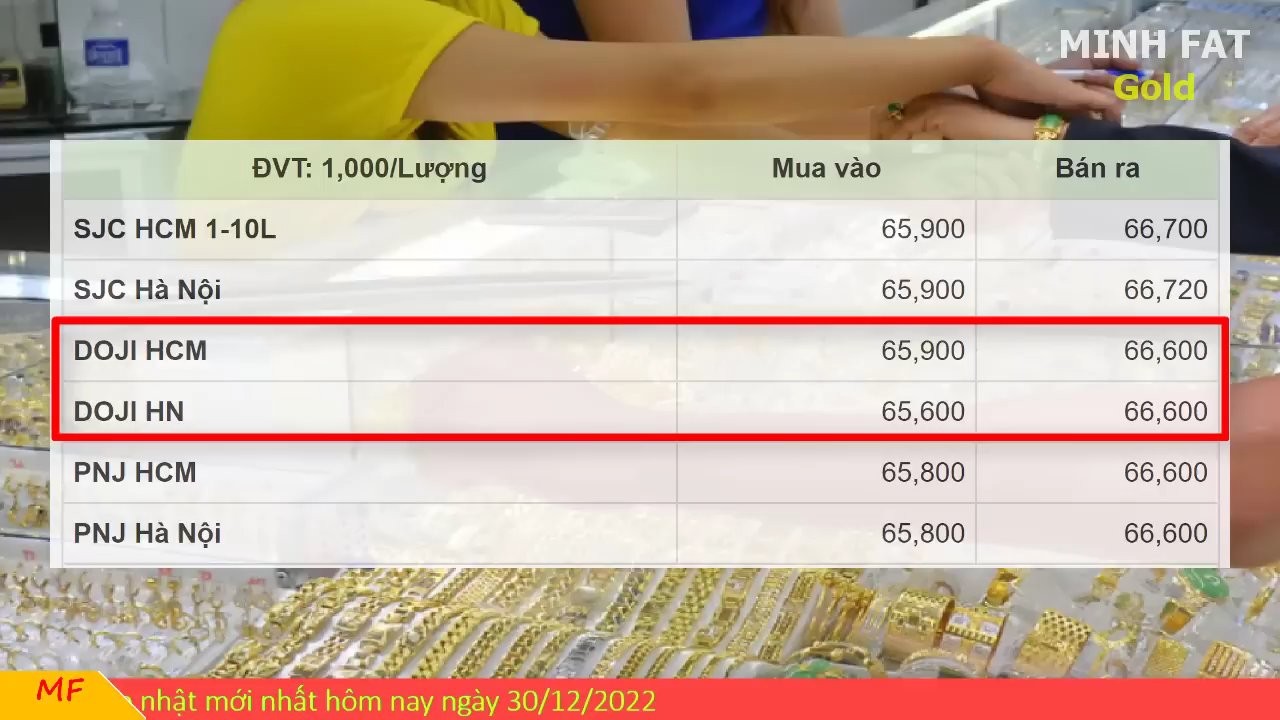 MINH FAT
Gold
ĐVT: 1,000/Lượng Mua vào Bán ra
SJC HCM 1-10L 65,900 66,700
SJC Hà Nội 65,900 66,720
DOJI HCM 65,900 66,600
DOJI HN 65,600 66,600
PNJ HCM 65,800 66,600
PNJ Hà Nội 65,800 66,600
MF nhật mới nhất hôm nay ngày 30/12/2022